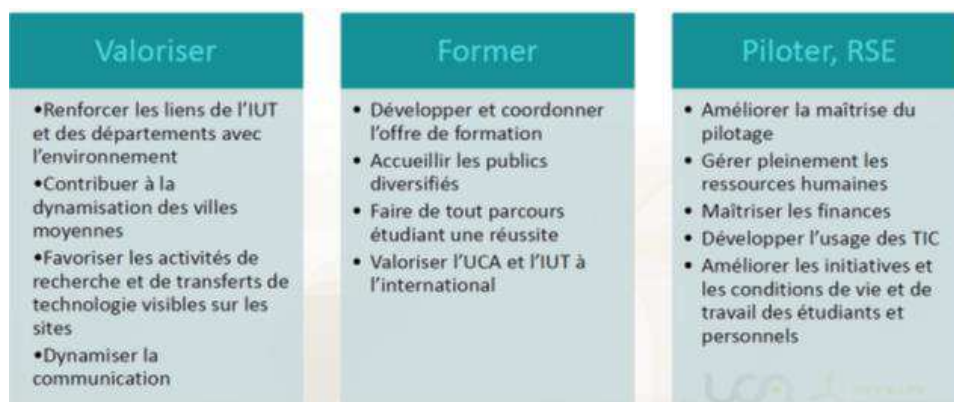 Valoriser
•Renforcer les liens de l'IUT
et des départements avec
l'environnement
•Contribuer à la
dynamisation des villes
moyennes
•Favoriser les activités de
recherche et de transferts de
technologie visibles sur les
sites
•Dynamiser la
communication
Former
• Développer et coordonner
l'offre de formation
• Accueillir les publics
diversifiés
• Faire de tout parcours
étudiant une réussite
• Valoriser l'UCA et l'IUT à
l'international
Piloter, RSE
• Améliorer la maîtrise du
pilotage
• Gérer pleinement les
ressources humaines
• Maîtriser les finances
• Développer l'usage des TIC
• Améliorer les initiatives et
les conditions de vie et de
travail des étudiants et
personnels
UCA